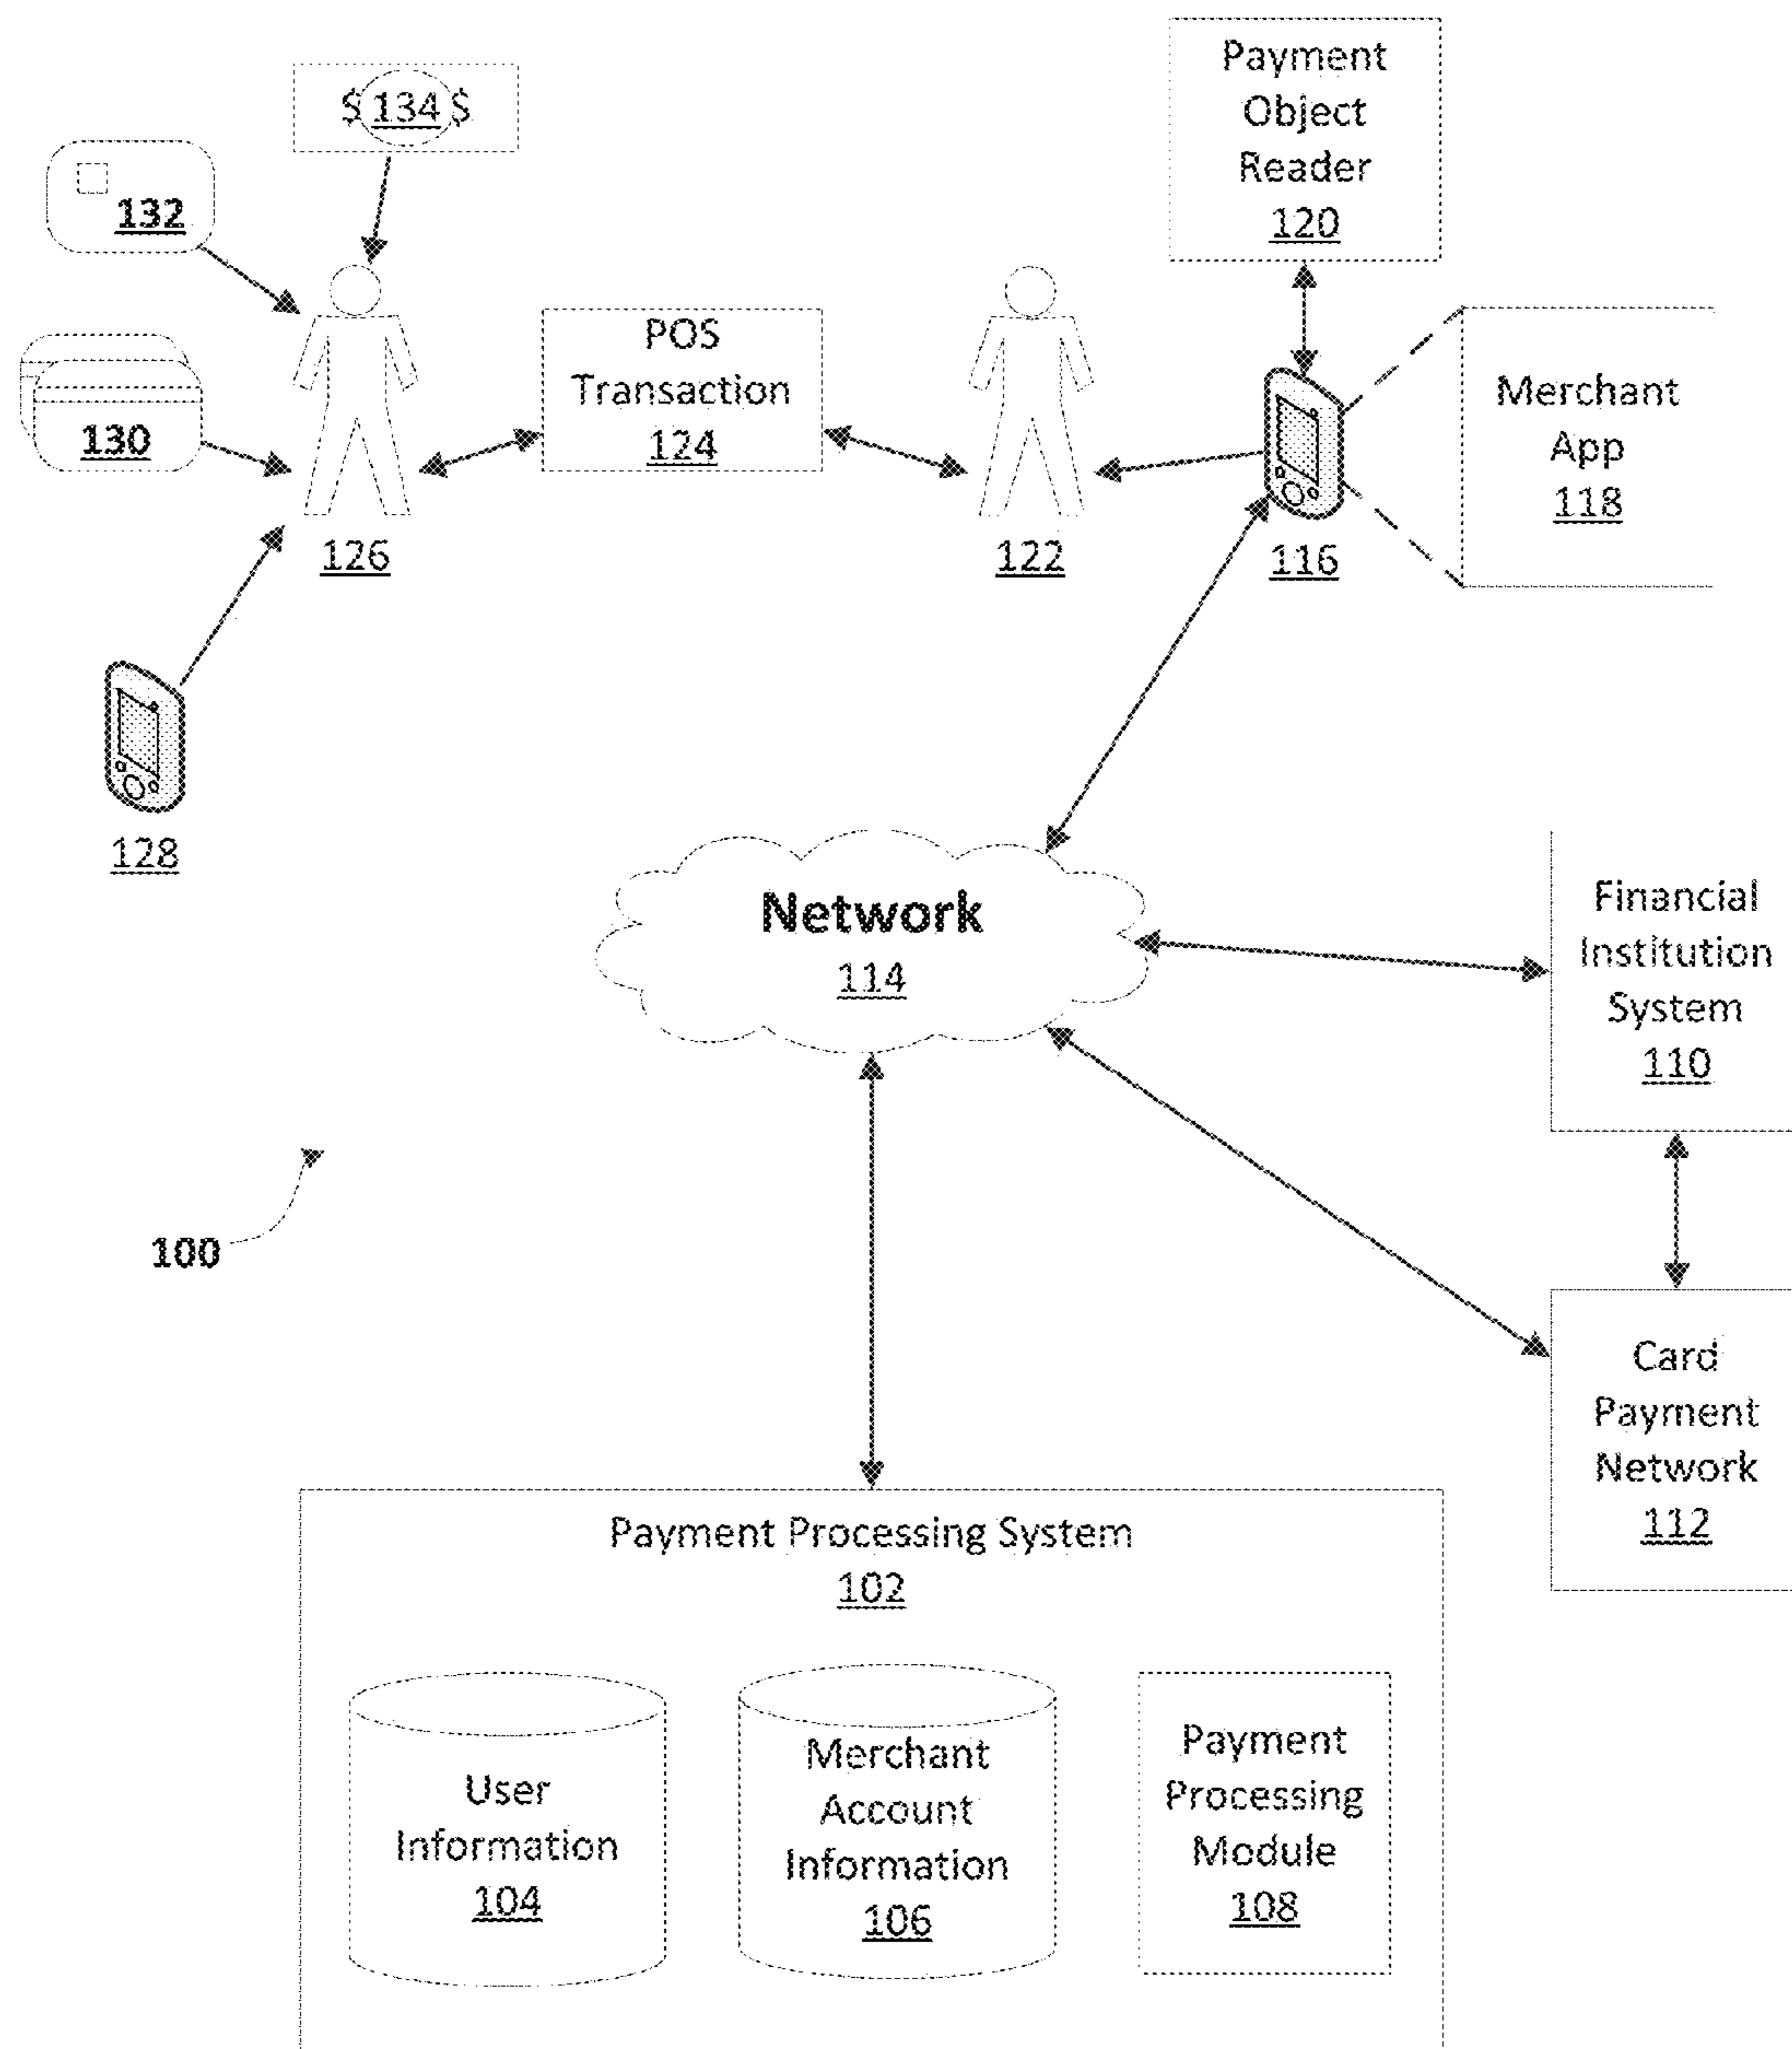 $ 134 $
132
130
126
128
POS
Transaction
124
122
Payment
Object
Reader
120
116
Merchant
App
118
Network
114
Financial
Institution
System
110
100
Card
Payment
Network
112
Payment Processing System
102
User
Information
104
Merchant
Account
Information
106
Payment
Processing
Module
108